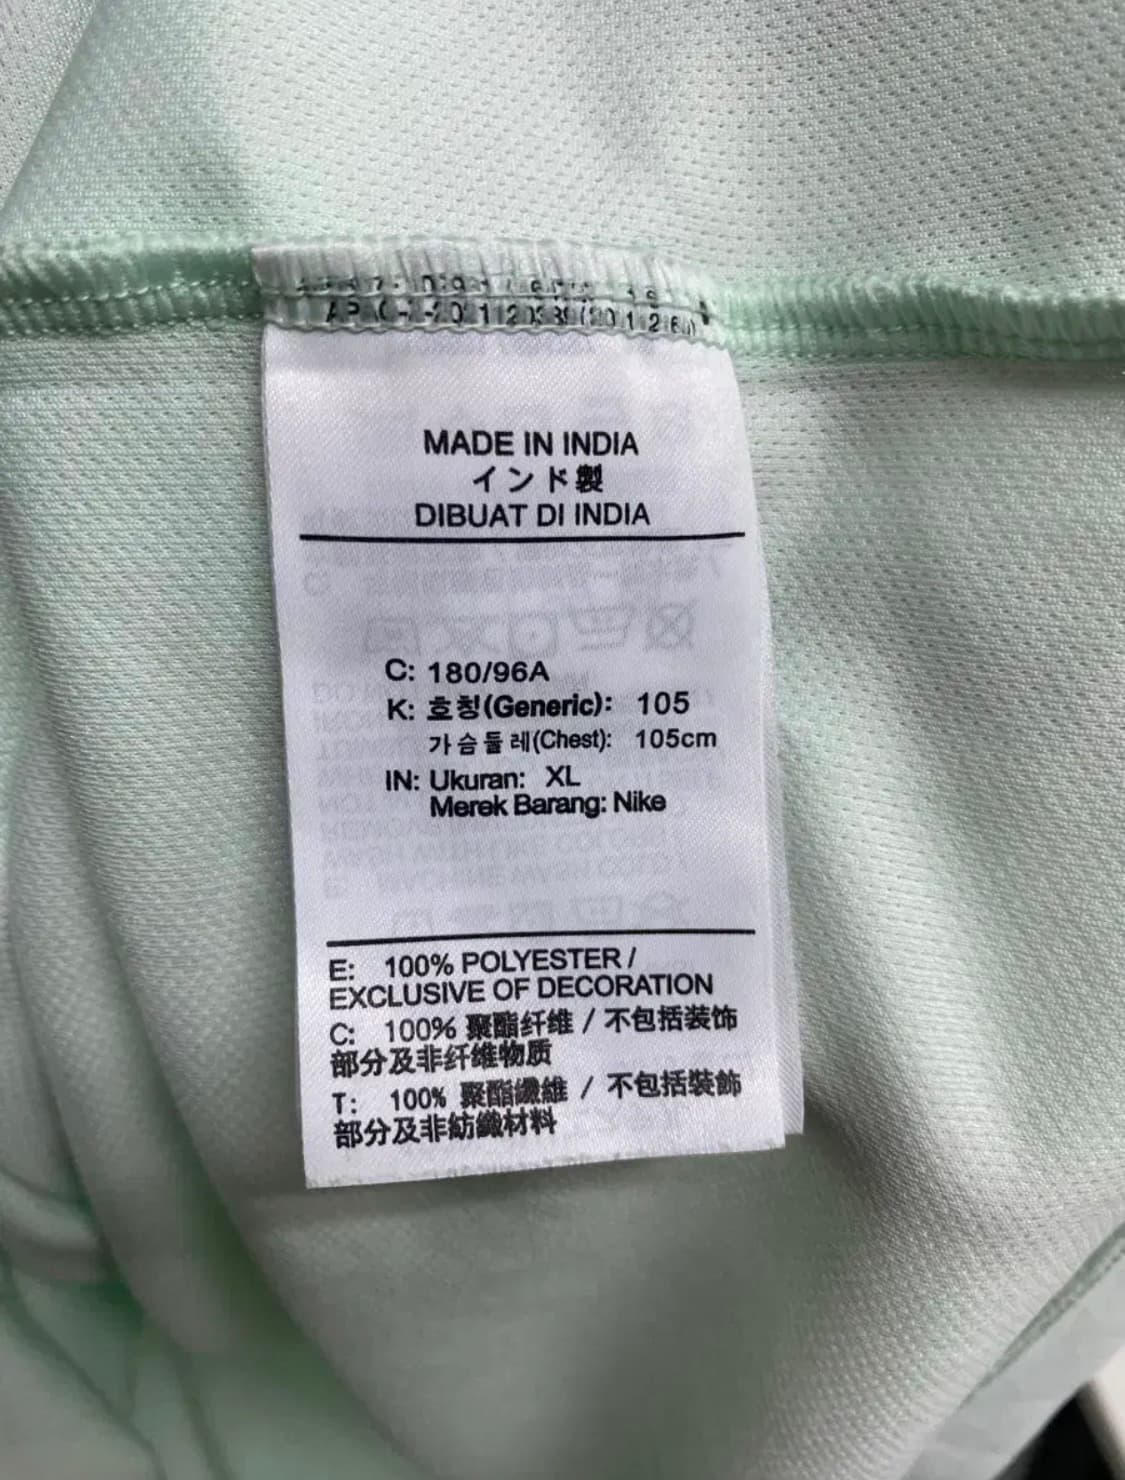 MADE IN INDIA
インド製
DIBUAT DI INDIA
C: 180/96A
K: 호칭(Generic): 105
가슴둘레(Chest): 105cm
IN: Ukuran: XL
Merek Barang: Nike
E: 100% POLYESTER /
EXCLUSIVE OF DECORATION
C: 100% 聚酯纤维 / 不包括装饰
部分及非纤维物质
T: 100% 聚酯纖維 / 不包括裝飾
部分及非紡織材料